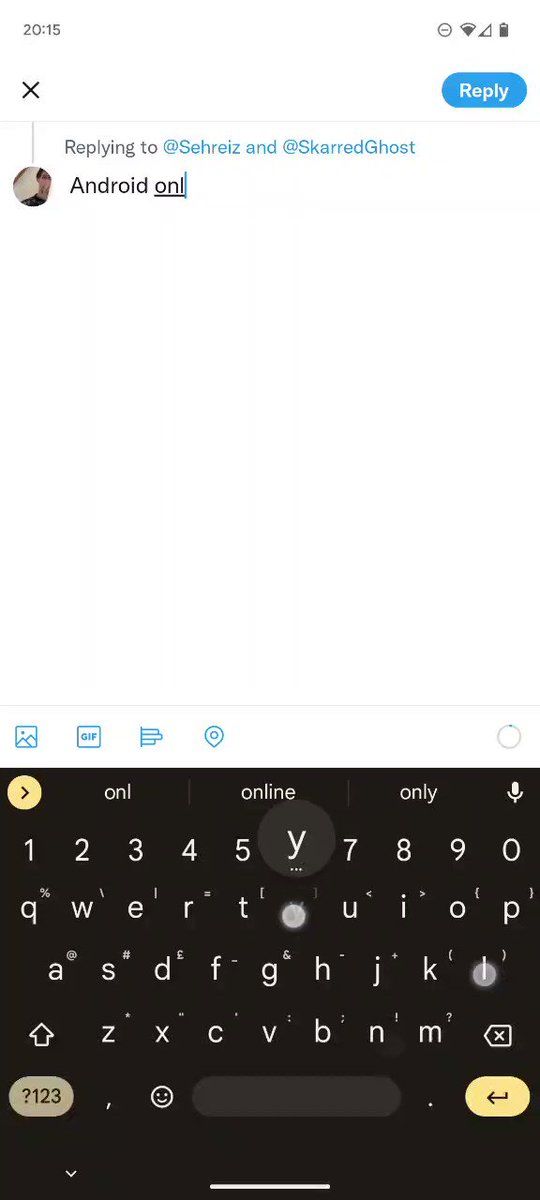 20:15
Reply
Replying to @Sehreiz and @SkarredGhost
Android onl
GIF
onl online only
1 2 3 4 5 y 7 8 9 0
% \ | = [ ] < > { }
q w e r t u i o p
@ # £ _ & - + ( )
a s d f g h j k l
* " ' : ; ! ?
z x c v b n m
?123 , .